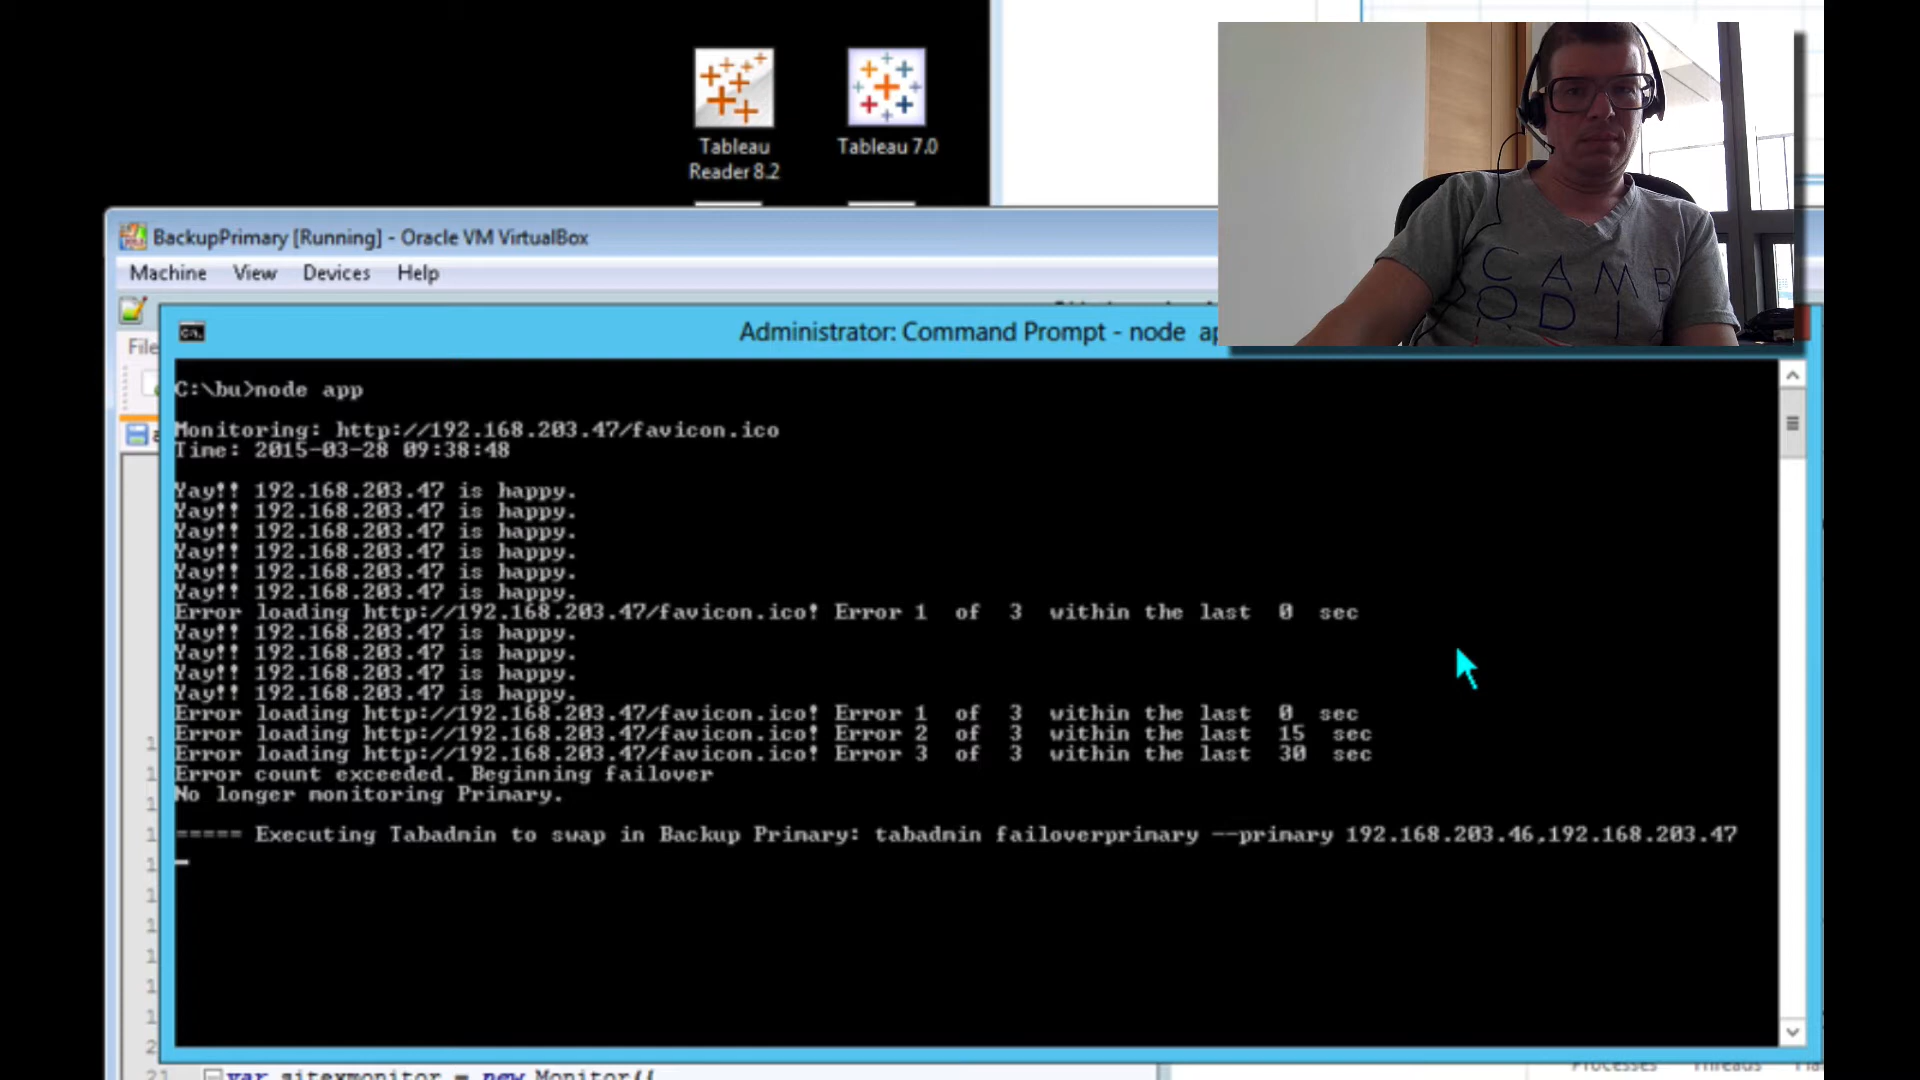 Tableau
Reader 8.2
Tableau 7.0
BackupPrimary [Running] - Oracle VM VirtualBox
Machine View Devices Help
File
Administrator: Command Prompt - node
C:\bu>node app
Monitoring: http://192.168.203.47/favicon.ico
Time: 2015-03-28 09:38:48
Yay!! 192.168.203.47 is happy.
Yay!! 192.168.203.47 is happy.
Yay!! 192.168.203.47 is happy.
Yay!! 192.168.203.47 is happy.
Yay!! 192.168.203.47 is happy.
Yay!! 192.168.203.47 is happy.
Error loading http://192.168.203.47/favicon.ico! Error 1 of 3 within the last 0 sec
Yay!! 192.168.203.47 is happy.
Yay!! 192.168.203.47 is happy.
Yay!! 192.168.203.47 is happy.
Yay!! 192.168.203.47 is happy.
Error loading http://192.168.203.47/favicon.ico! Error 1 of 3 within the last 0 sec
Error loading http://192.168.203.47/favicon.ico! Error 2 of 3 within the last 15 sec
Error loading http://192.168.203.47/favicon.ico! Error 3 of 3 within the last 30 sec
Error count exceeded. Beginning failover
No longer monitoring Primary.
===== Executing Tabadmin to swap in Backup Primary: tabadmin failoverprimary --primary 192.168.203.46,192.168.203.47
21 var sitexmonitor = new Monitor({
Processes Threads
CAMB
ODI